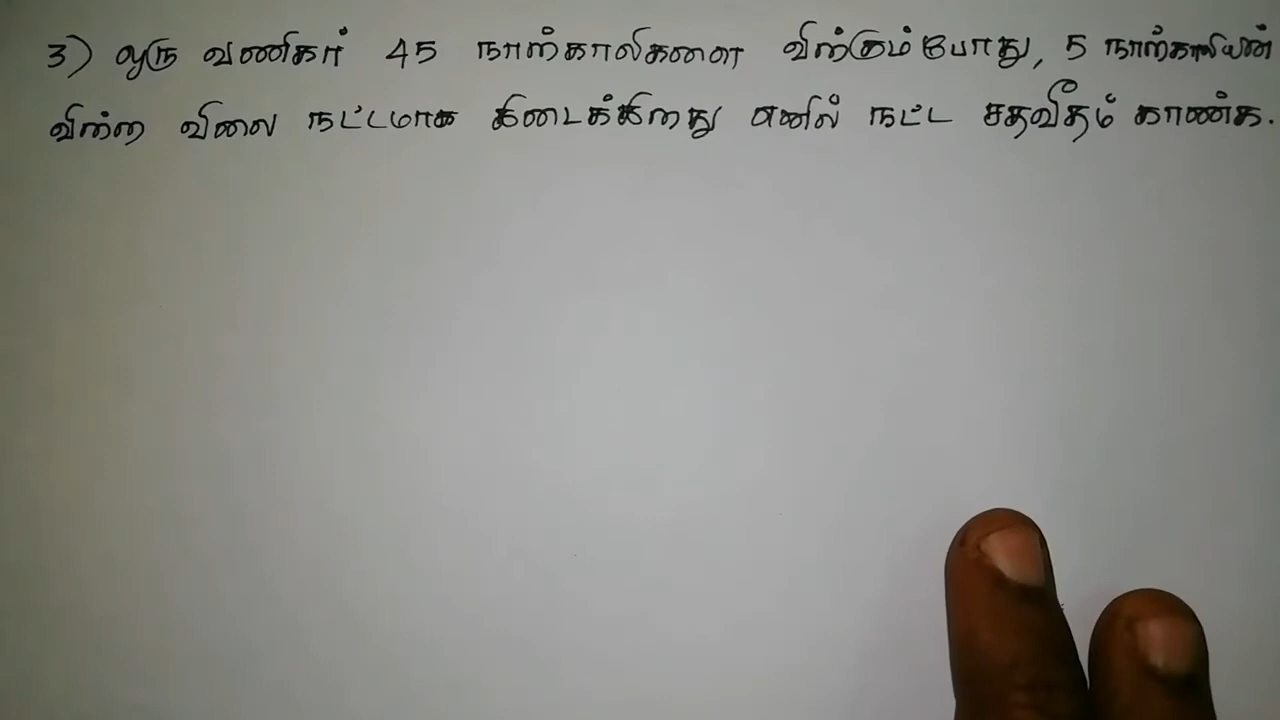 3) ஒரு வணிகர் 45 நாற்காலிகளை விற்கும்போது, 5 நாற்காலியின்
விற்ற விலை நட்டமாக கிடைக்கிறது எனில் நட்ட சதவீதம் காண்க.